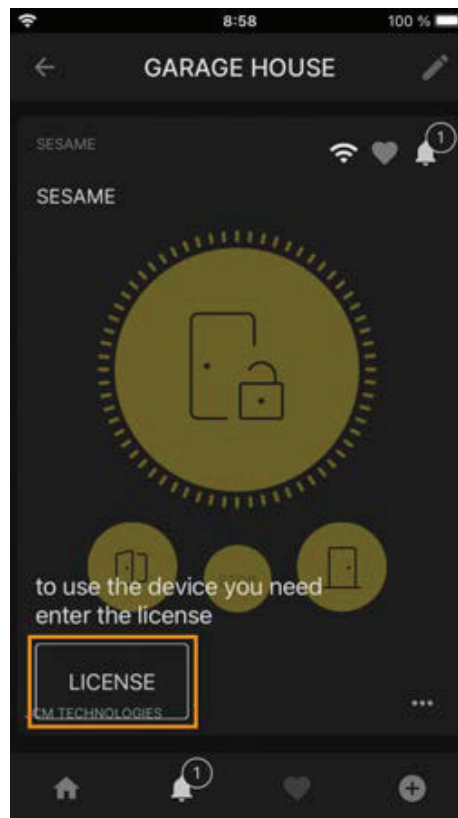 8:58
100 %
GARAGE HOUSE
SESAME
1
SESAME
to use the device you need
enter the license
LICENSE
JCM TECHNOLOGIES
1